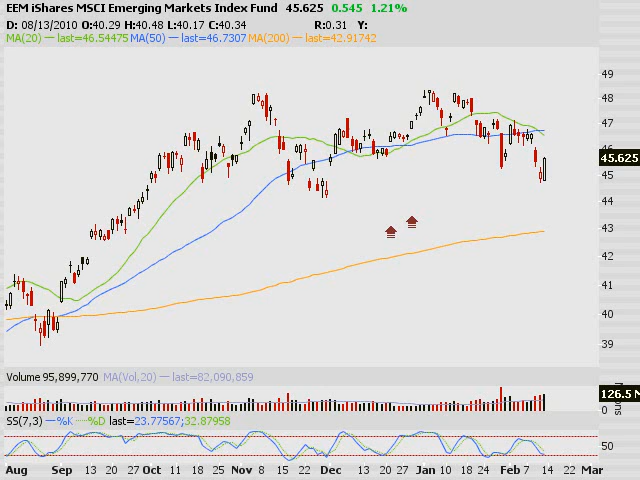 EEM iShares MSCI Emerging Markets Index Fund 45.625 0.545 1.21%
D: 08/13/2010 O:40.29 H:40.48 L:40.17 C:40.34 R:0.31 Y:
MA(20) — last=46.54475 MA(50) — last=46.7307 MA(200) — last=42.91742
49
48
47
46
45.625
45
44
43
42
41
40
39
Volume 95,899,770 MA(Vol,20) — last=82,090,859
126.5 M
0
SS(7,3) —%K ····%D last=23.77567;32.87958
50
Aug Sep 13 20 27 Oct 11 18 25 Nov 8 15 22 Dec 13 20 27 Jan 10 18 24 Feb 7 14 22 Mar